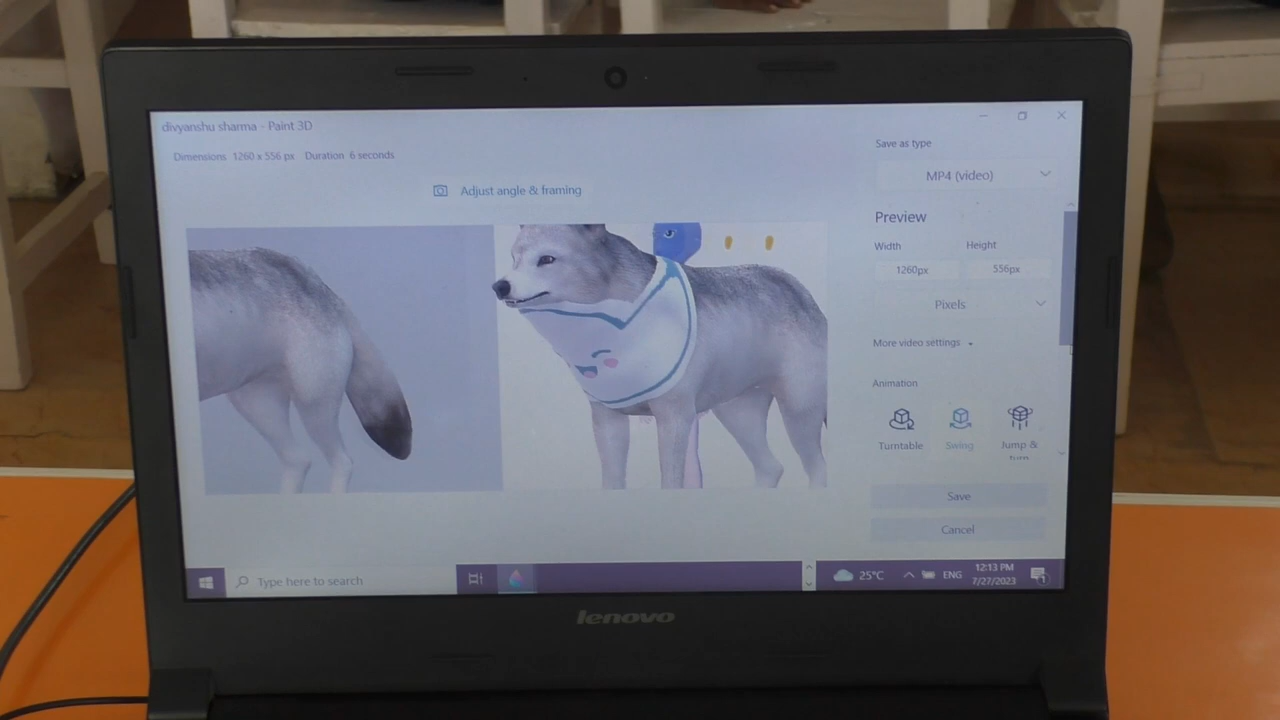 divyanshu sharma - Paint 3D
Dimensions 1260 x 556 px Duration 6 seconds
Adjust angle & framing
Save as type
MP4 (video)
Preview
Width Height
1260px 556px
Pixels
More video settings
Animation
Turntable Swing Jump &
turn
Save
Cancel
Type here to search
25°C ENG 12:13 PM
7/27/2023
1
lenovo